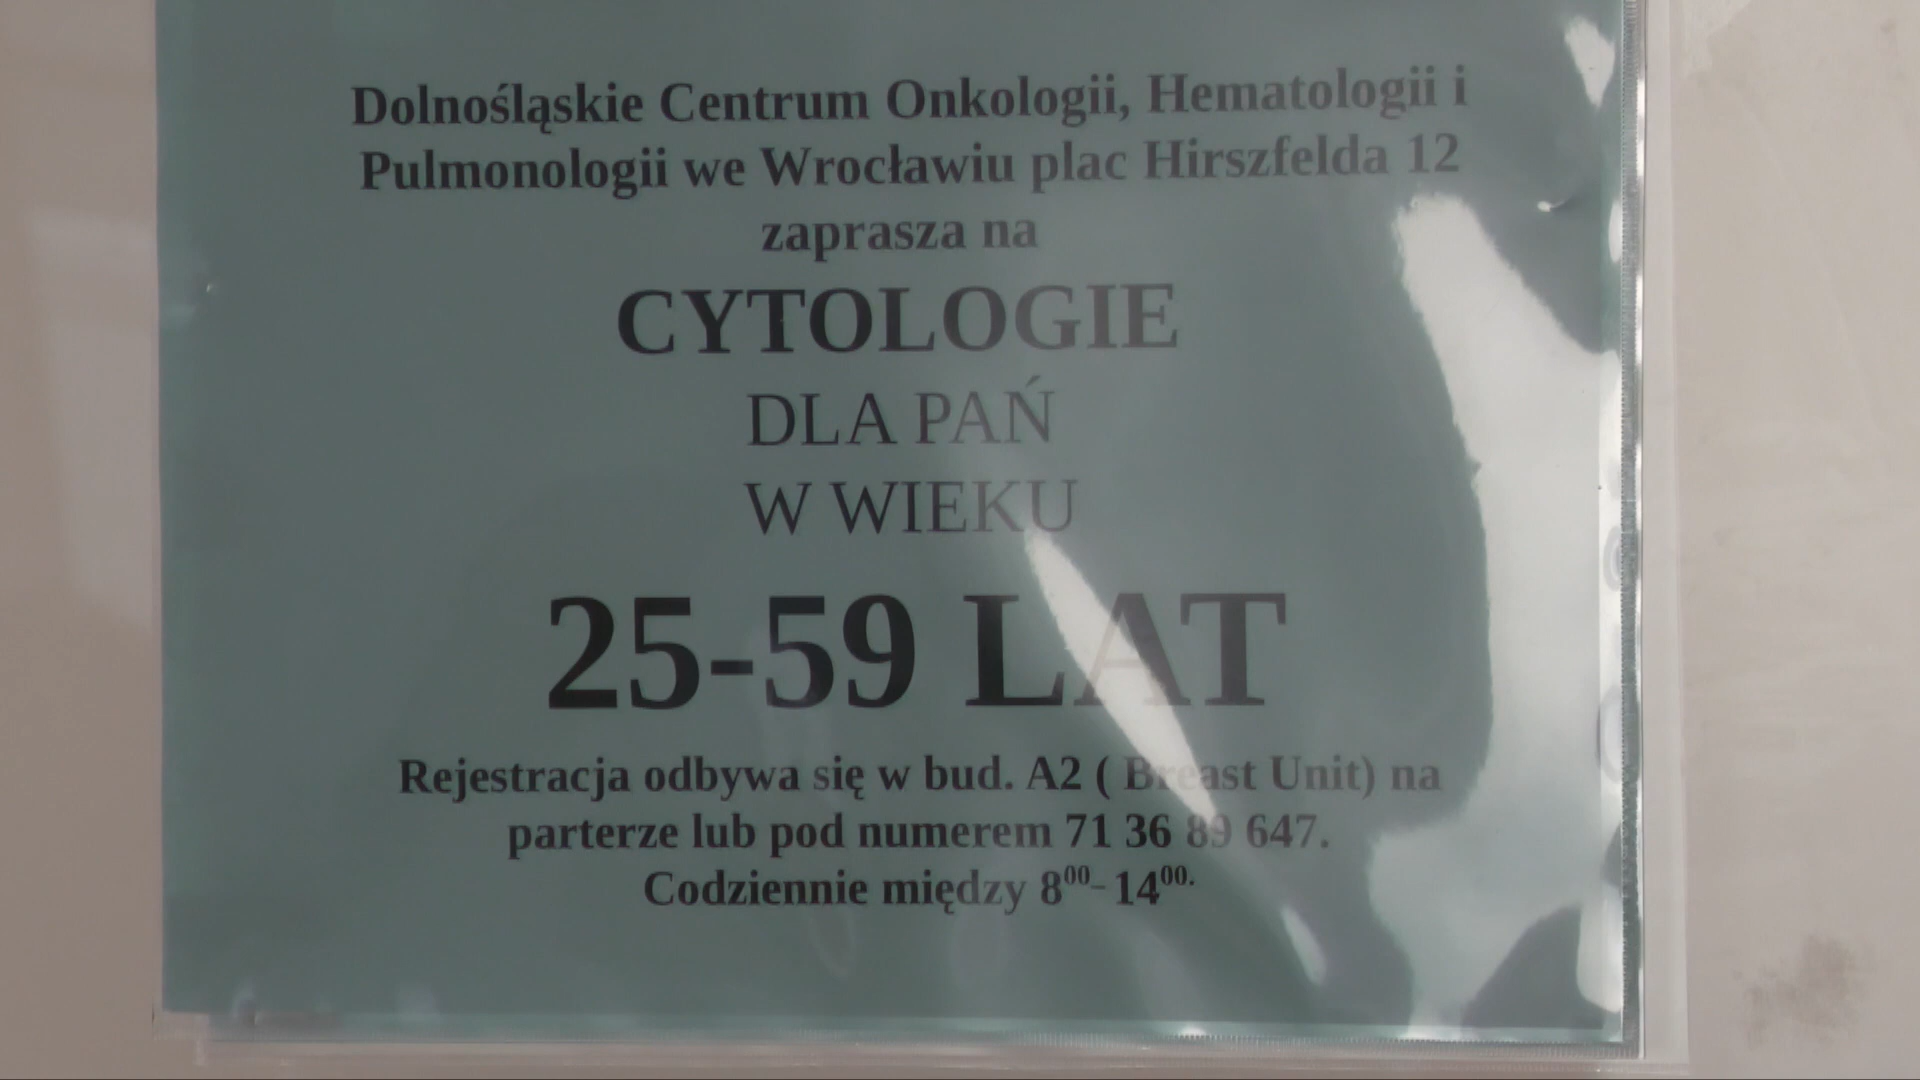 Dolnośląskie Centrum Onkologii, Hematologii i
Pulmonologii we Wrocławiu plac Hirszfelda 12
zaprasza na
CYTOLOGIE
DLA PAŃ
W WIEKU
25-59 LAT
Rejestracja odbywa się w bud. A2 ( Breast Unit) na
parterze lub pod numerem 71 36 89 647.
Codziennie między 8⁰⁰– 14⁰⁰.